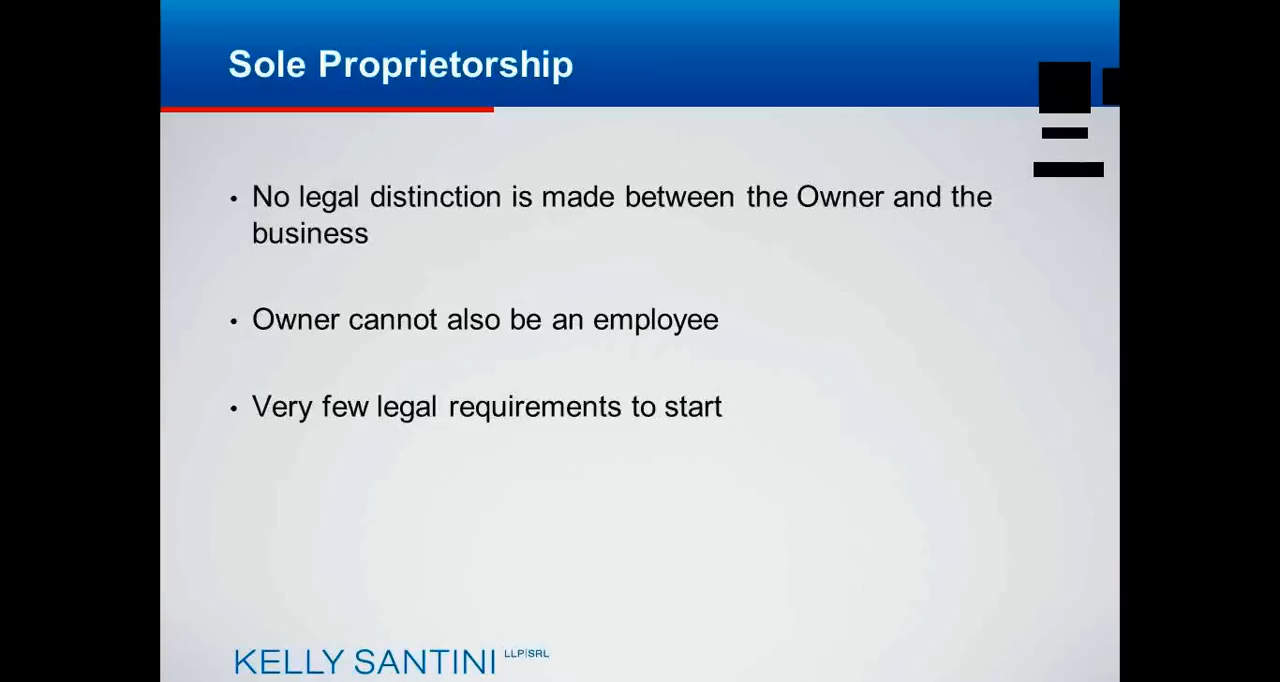 Sole Proprietorship
• No legal distinction is made between the Owner and the
business
• Owner cannot also be an employee
• Very few legal requirements to start
KELLY SANTINI LLP|SRL